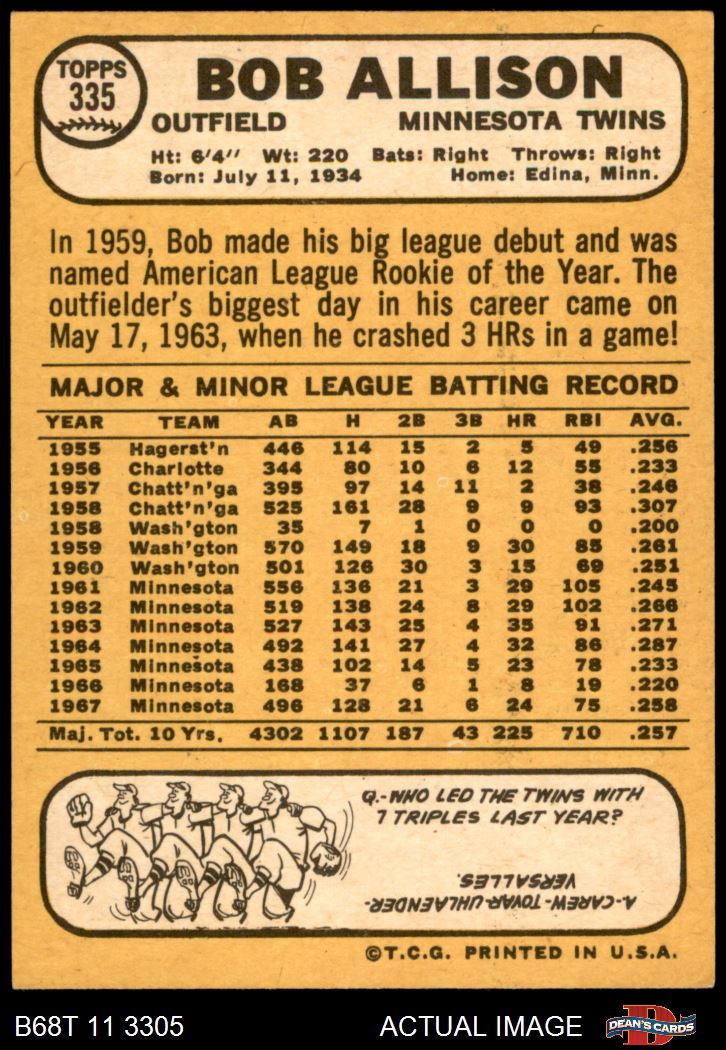 TOPPS
335
BOB ALLISON
OUTFIELD MINNESOTA TWINS
Ht: 6'4" Wt: 220 Bats: Right Throws: Right
Born: July 11, 1934 Home: Edina, Minn.
In 1959, Bob made his big league debut and was
named American League Rookie of the Year. The
outfielder's biggest day in his career came on
May 17, 1963, when he crashed 3 HRs in a game!
MAJOR & MINOR LEAGUE BATTING RECORD
YEAR TEAM AB H 2B 3B HR RBI AVG.
1955 Hagerst'n 446 114 15 2 5 49 .256
1956 Charlotte 344 80 10 6 12 55 .233
1957 Chatt'n'ga 395 97 14 11 2 38 .246
1958 Chatt'n'ga 525 161 28 9 9 93 .307
1958 Wash'gton 35 7 1 0 0 0 .200
1959 Wash'gton 570 149 18 9 30 85 .261
1960 Wash'gton 501 126 30 3 15 69 .251
1961 Minnesota 556 136 21 3 29 105 .245
1962 Minnesota 519 138 24 8 29 102 .266
1963 Minnesota 527 143 25 4 35 91 .271
1964 Minnesota 492 141 27 4 32 86 .287
1965 Minnesota 438 102 14 5 23 78 .233
1966 Minnesota 168 37 6 1 8 19 .220
1967 Minnesota 496 128 21 6 24 75 .258
Maj. Tot. 10 Yrs. 4302 1107 187 43 225 710 .257
Q.-WHO LED THE TWINS WITH
7 TRIPLES LAST YEAR?
A.-CAREW-TOVAR-UHLAENDER-
VERSALLES.
©T.C.G. PRINTED IN U.S.A.
B68T 11 3305 ACTUAL IMAGE
D
DEAN'S CARDS